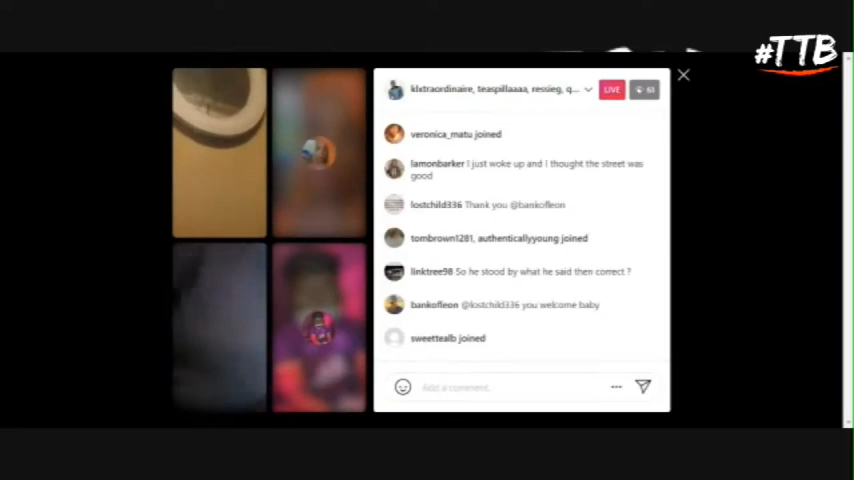 #TTB
klxtraordinaire, teaspillaaaa, ressieg, q...
LIVE
63
veronica_matu joined
lamonbarker I just woke up and I thought the street was
good
lostchild336 Thank you @bankofleon
tombrown1281, authenticallyyoung joined
linktree98 So he stood by what he said then correct ?
bankofleon @lostchild336 you welcome baby
sweettealb joined
Add a comment.